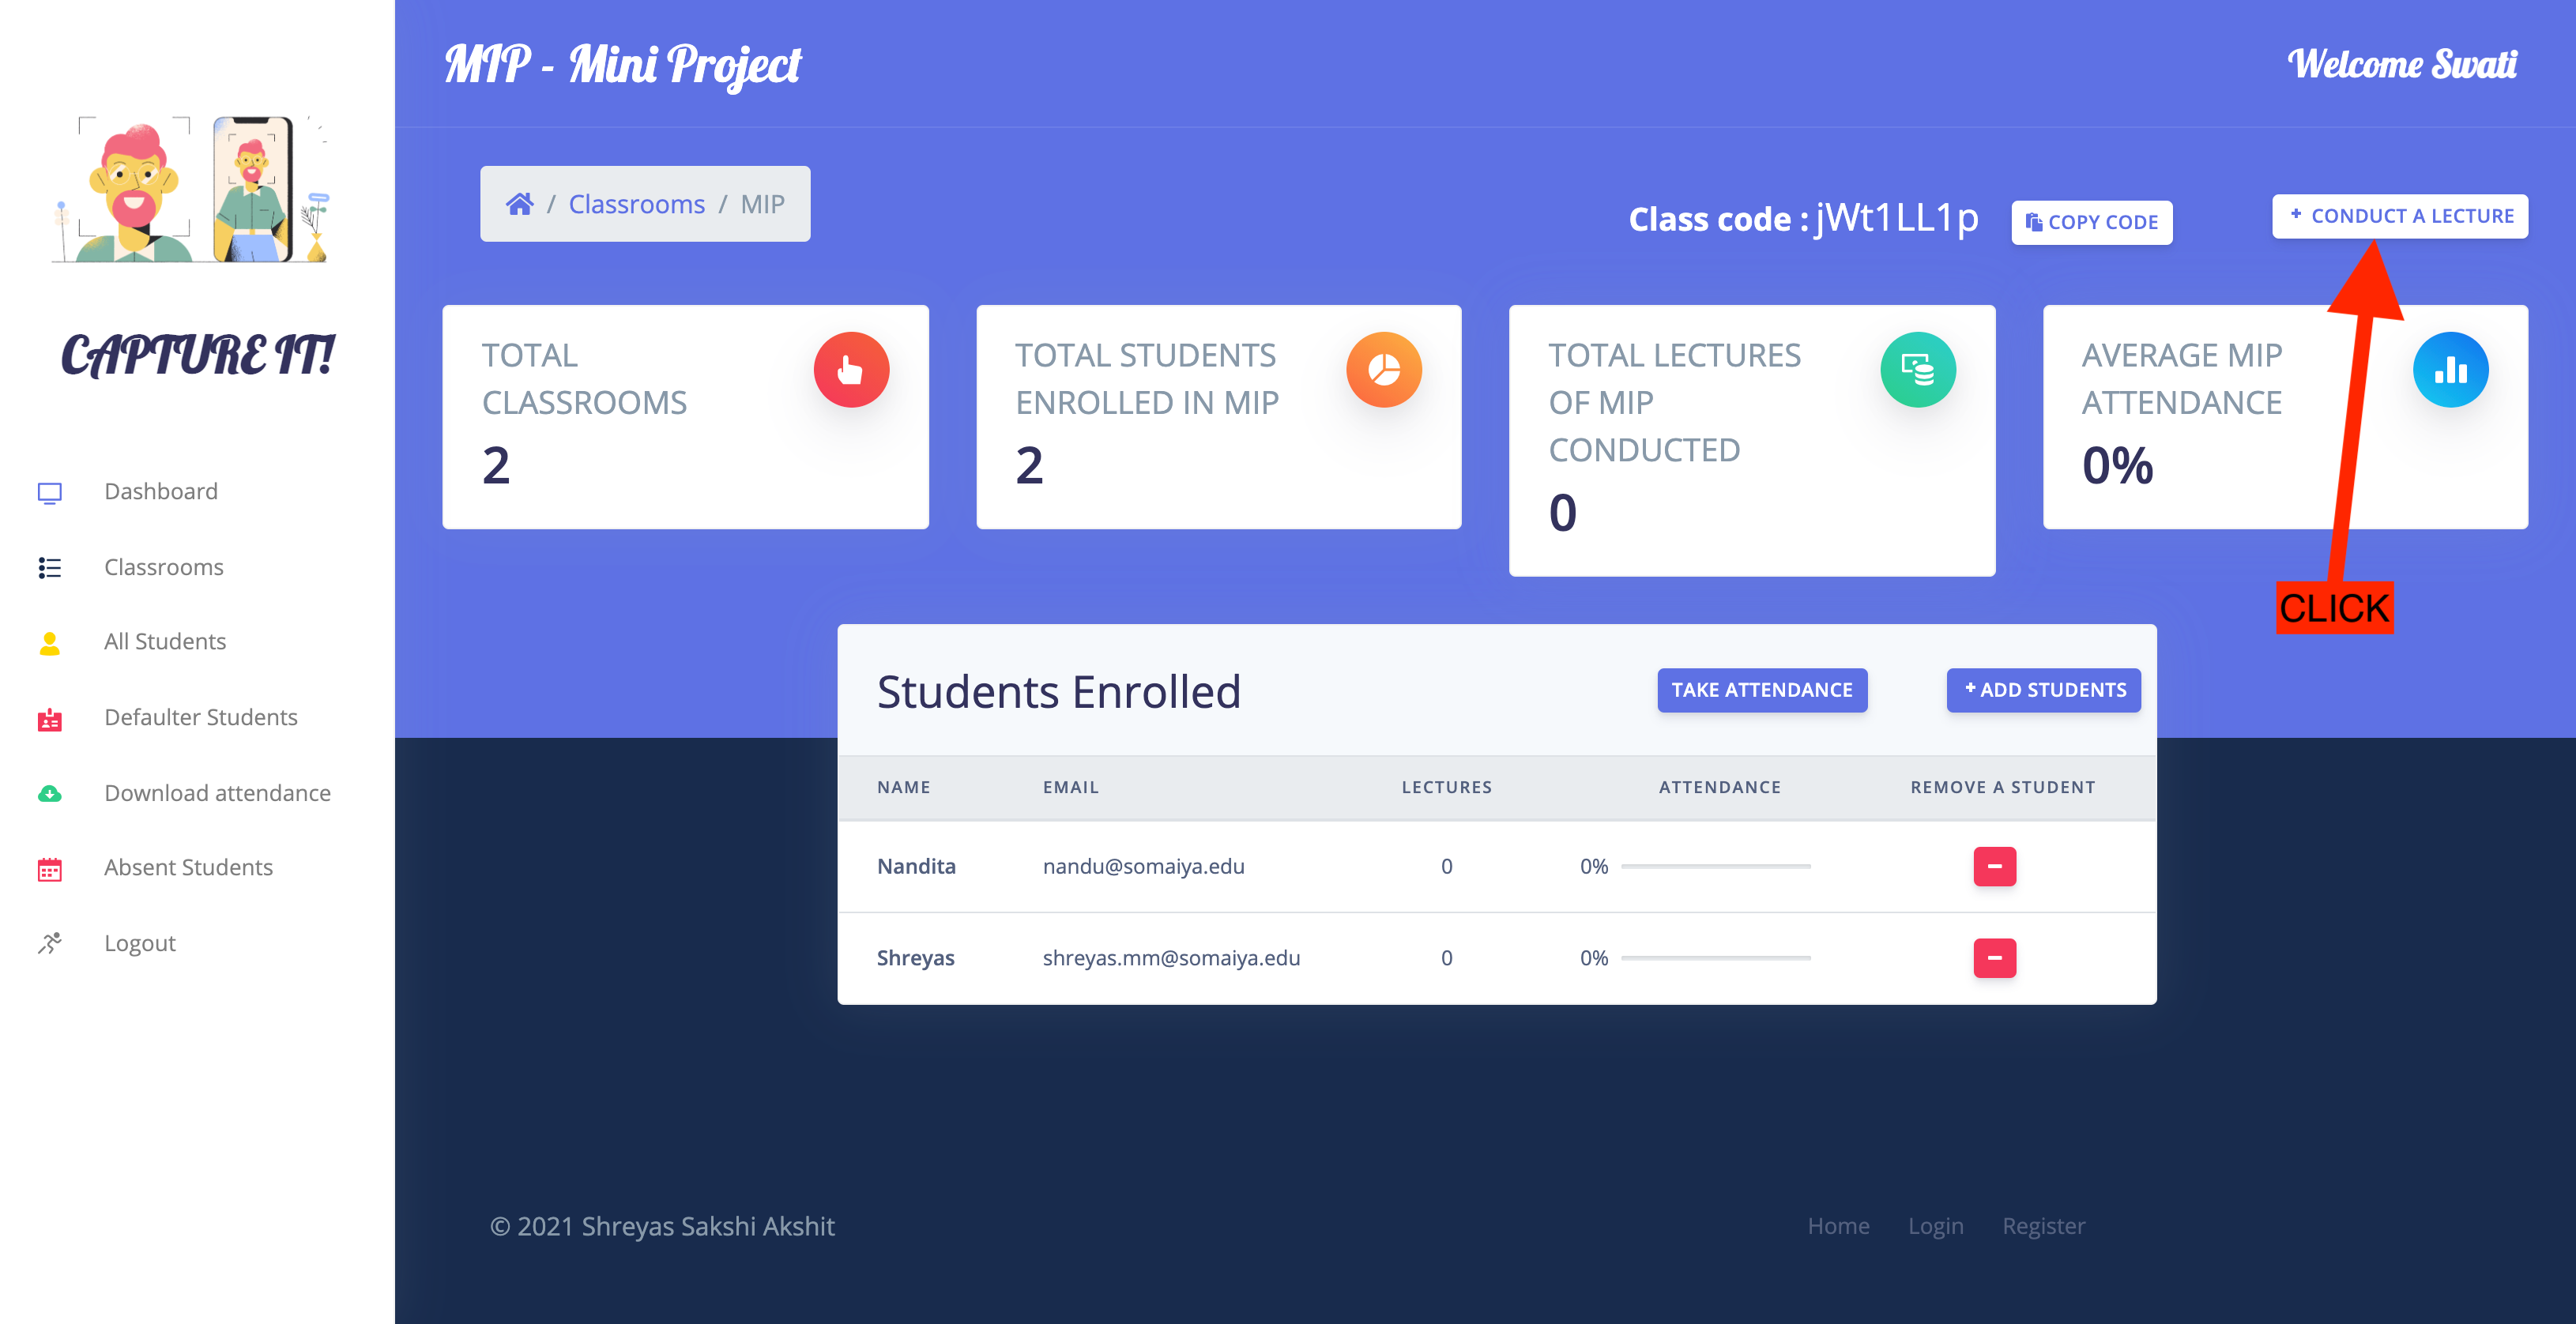 MIP - Mini Project
Welcome Swati
/ Classrooms / MIP
Class code : jWt1LL1p
COPY CODE
+ CONDUCT A LECTURE
CAPTURE IT!
TOTAL
CLASSROOMS
2
TOTAL STUDENTS
ENROLLED IN MIP
2
TOTAL LECTURES
OF MIP
CONDUCTED
0
AVERAGE MIP
ATTENDANCE
0%
CLICK
Dashboard
Classrooms
All Students
Defaulter Students
Download attendance
Absent Students
Logout
Students Enrolled
TAKE ATTENDANCE
+ ADD STUDENTS
NAME EMAIL LECTURES ATTENDANCE REMOVE A STUDENT
Nandita nandu@somaiya.edu 0 0%
Shreyas shreyas.mm@somaiya.edu 0 0%
© 2021 Shreyas Sakshi Akshit
Home Login Register